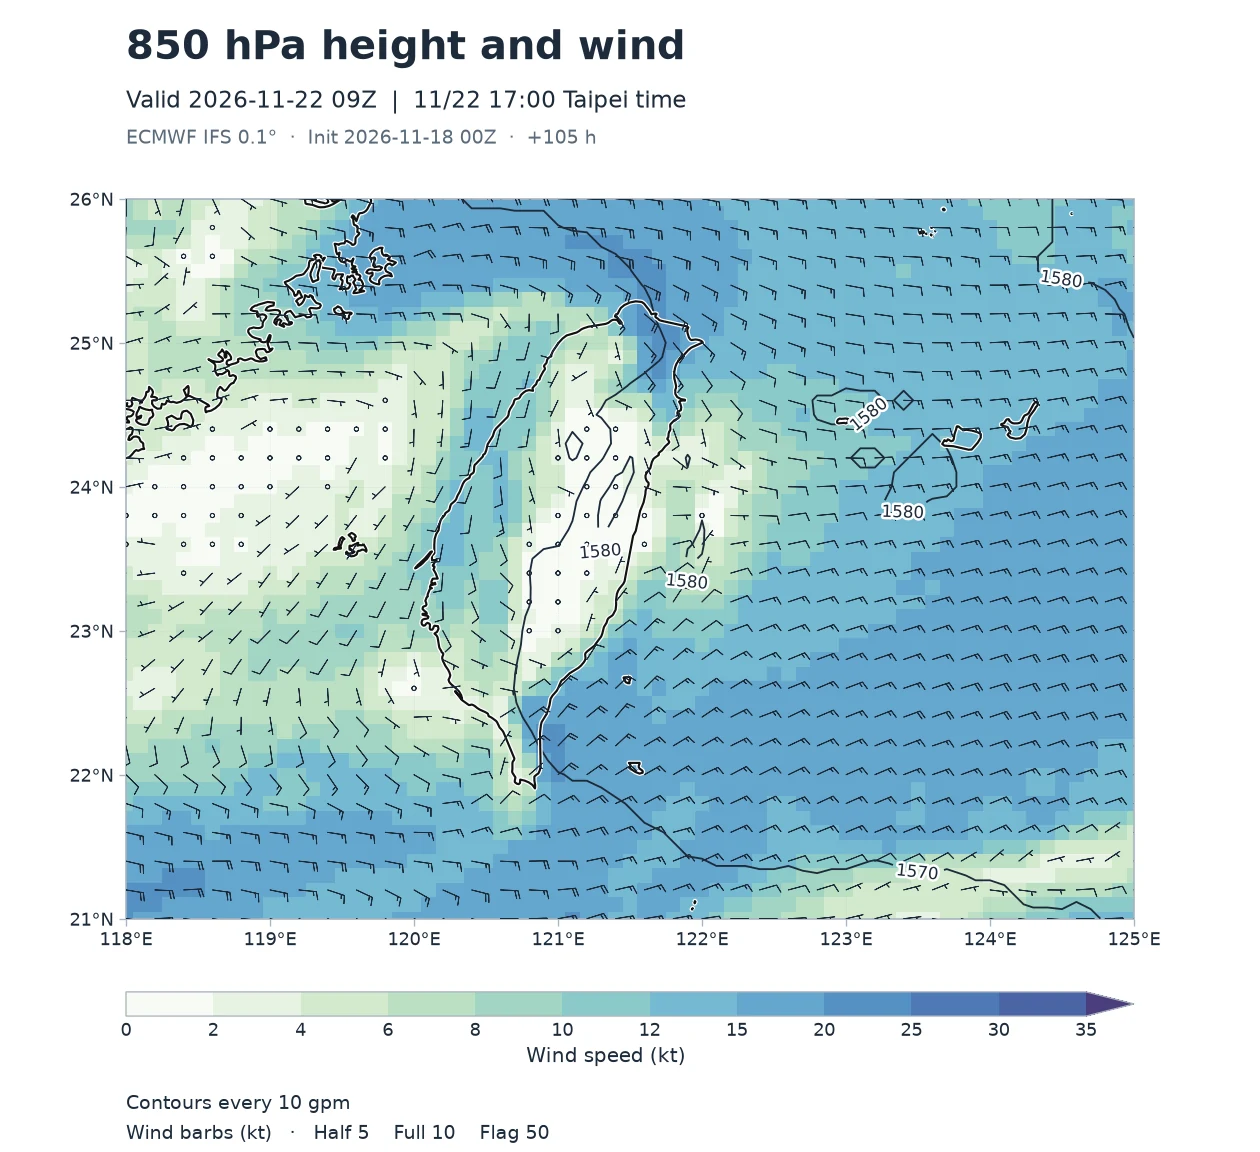 850 hPa height and wind
Valid 2026-11-22 09Z | 11/22 17:00 Taipei time
ECMWF IFS 0.1° · Init 2026-11-18 00Z · +105 h
26°N
1580
25°N
1580
24°N
1580
1580
1580
23°N
22°N
1570
21°N
118°E 119°E 120°E 121°E 122°E 123°E 124°E 125°E
0 2 4 6 8 10 12 15 20 25 30 35
Wind speed (kt)
Contours every 10 gpm
Wind barbs (kt) · Half 5 Full 10 Flag 50